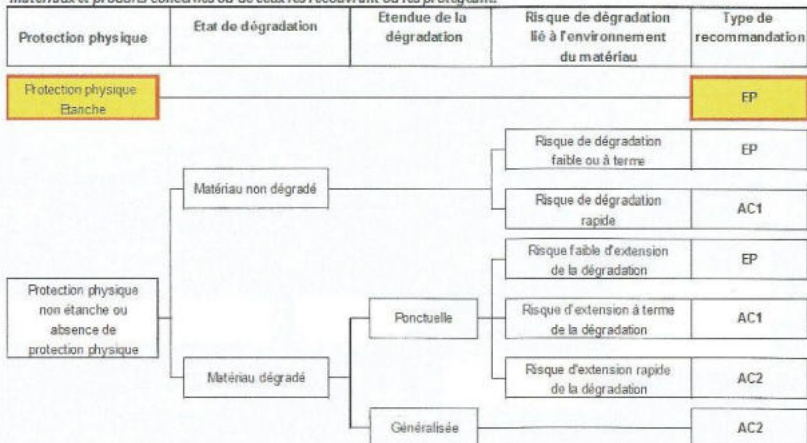 Matériaux et produits concernés ou de ceux les recouvrant ou les protégeant.
Protection physique
Etat de dégradation
Etendue de la
dégradation
Risque de dégradation
lié à l'environnement
du matériau
Type de
recommandation
Protection physique
Etanche
EP
Matériau non dégradé
Risque de dégradation
faible ou à terme
EP
Risque de dégradation
rapide
AC1
Protection physique
non étanche ou
absence de
protection physique
Matériau dégradé
Ponctuelle
Risque faible d'extension
de la dégradation
EP
Risque d'extension à terme
de la dégradation
AC1
Risque d'extension rapide
de la dégradation
AC2
Généralisée
AC2